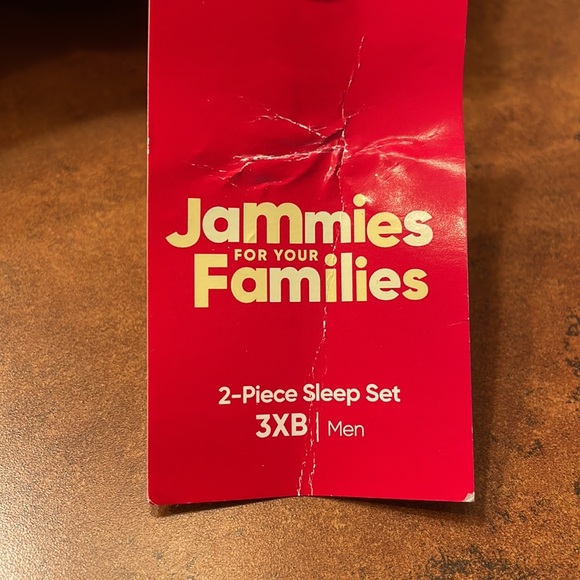 Jammies
FOR YOUR
Families
2-Piece Sleep Set
3XB | Men